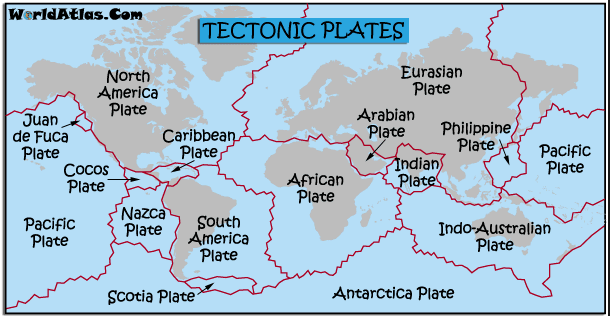 WorldAtlas.Com
TECTONIC PLATES
North
America
Plate
Eurasian
Plate
Juan
de Fuca
Plate
Caribbean
Plate
Arabian
Plate
Philippine
Plate
Cocos
Plate
Indian
Plate
Pacific
Plate
African
Plate
Pacific
Plate
Nazca
Plate
South
America
Plate
Indo-Australian
Plate
Scotia Plate
Antarctica Plate